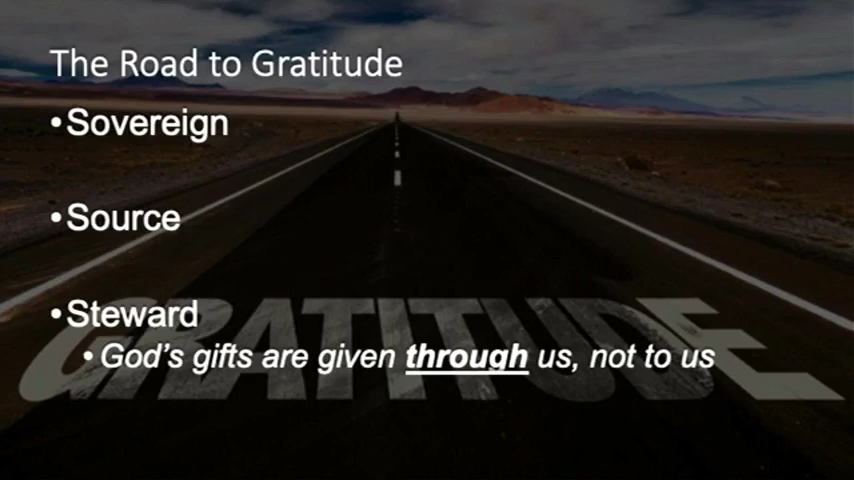 The Road to Gratitude
•Sovereign
•Source
•Steward
•God's gifts are given through us, not to us
GRATITUDE